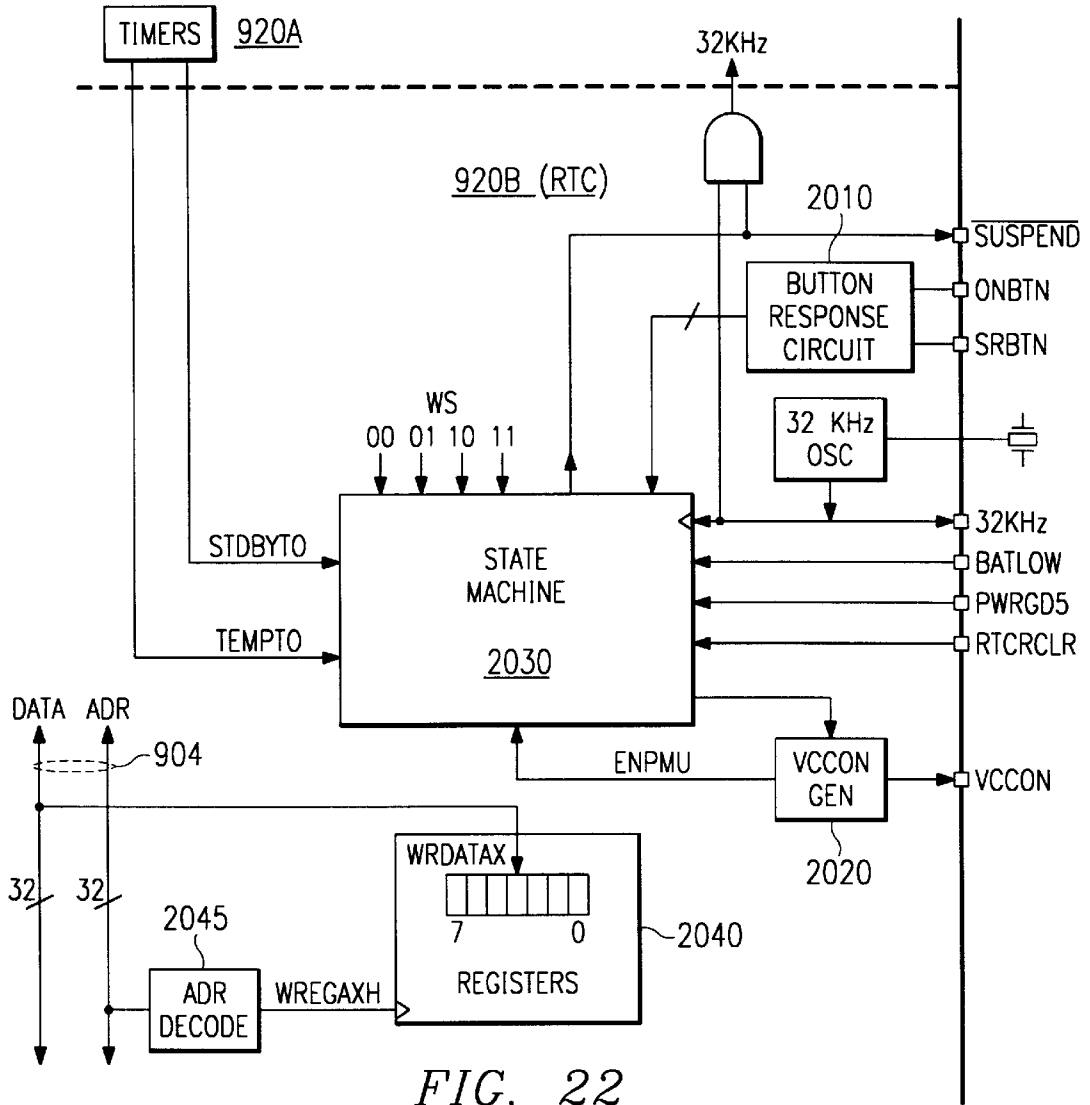 TIMERS
920A
32KHz
920B (RTC)
2010
SUSPEND
BUTTON
RESPONSE
CIRCUIT
ONBTN
SRBTN
WS
00 01 10 11
32 KHz
OSC
32KHz
STDBYTO
STATE
MACHINE
2030
BATLOW
PWRGD5
TEMPTO
RTCRCLR
DATA ADR
904
ENPMU
VCCON
GEN
VCCON
2020
WRDATAX
7 0
REGISTERS
2040
32 32
2045
ADR
DECODE
WREGAXH
FIG. 22